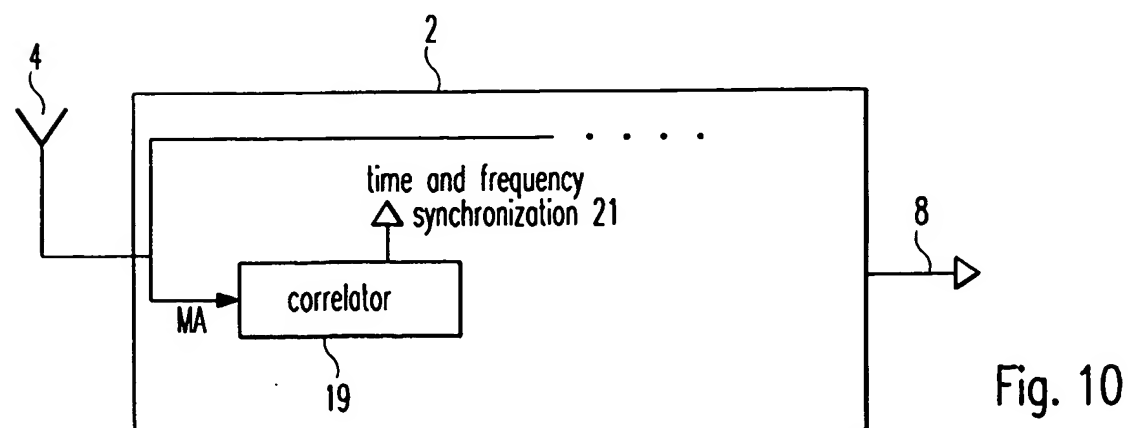 2
4
time and frequency
synchronization 21
8
correlator
MA
19
Fig. 10